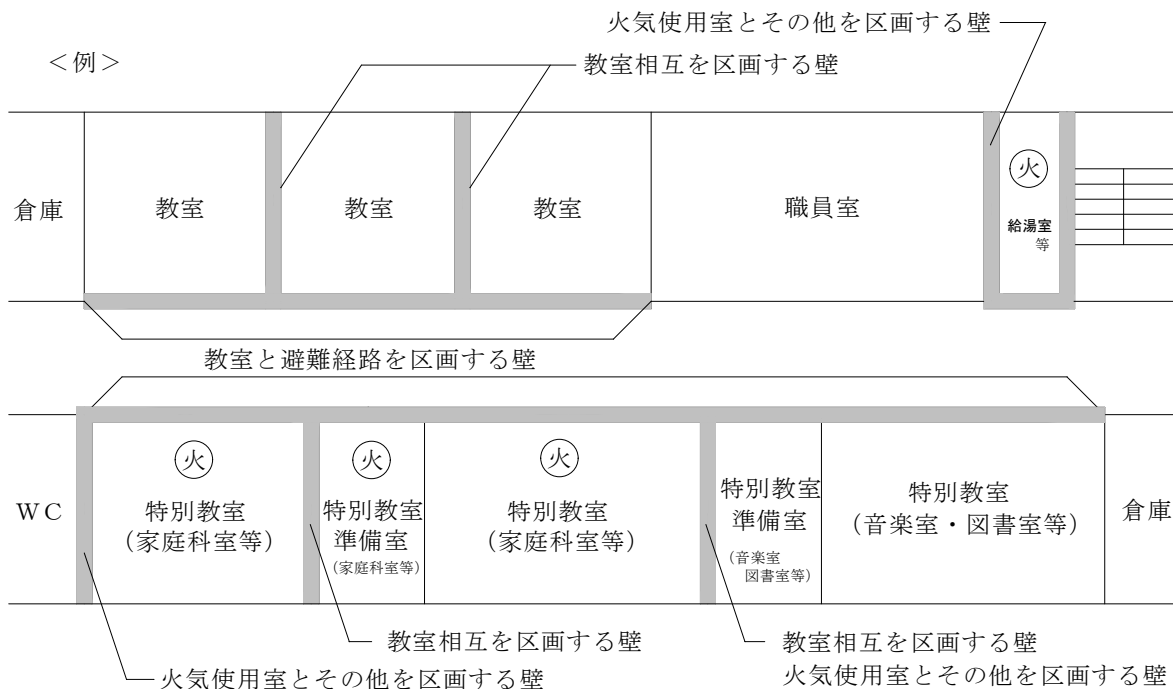 火気使用室とその他を区画する壁
<例>
教室相互を区画する壁
倉庫
教室
教室
教室
職員室
火
給湯室
等
教室と避難経路を区画する壁
WC
火
特別教室
(家庭科室等)
火
特別教室
準備室
(家庭科室等)
火
特別教室
(家庭科室等)
特別教室
準備室
(音楽室
図書室等)
特別教室
(音楽室・図書室等)
倉庫
教室相互を区画する壁
火気使用室とその他を区画する壁
教室相互を区画する壁
火気使用室とその他を区画する壁